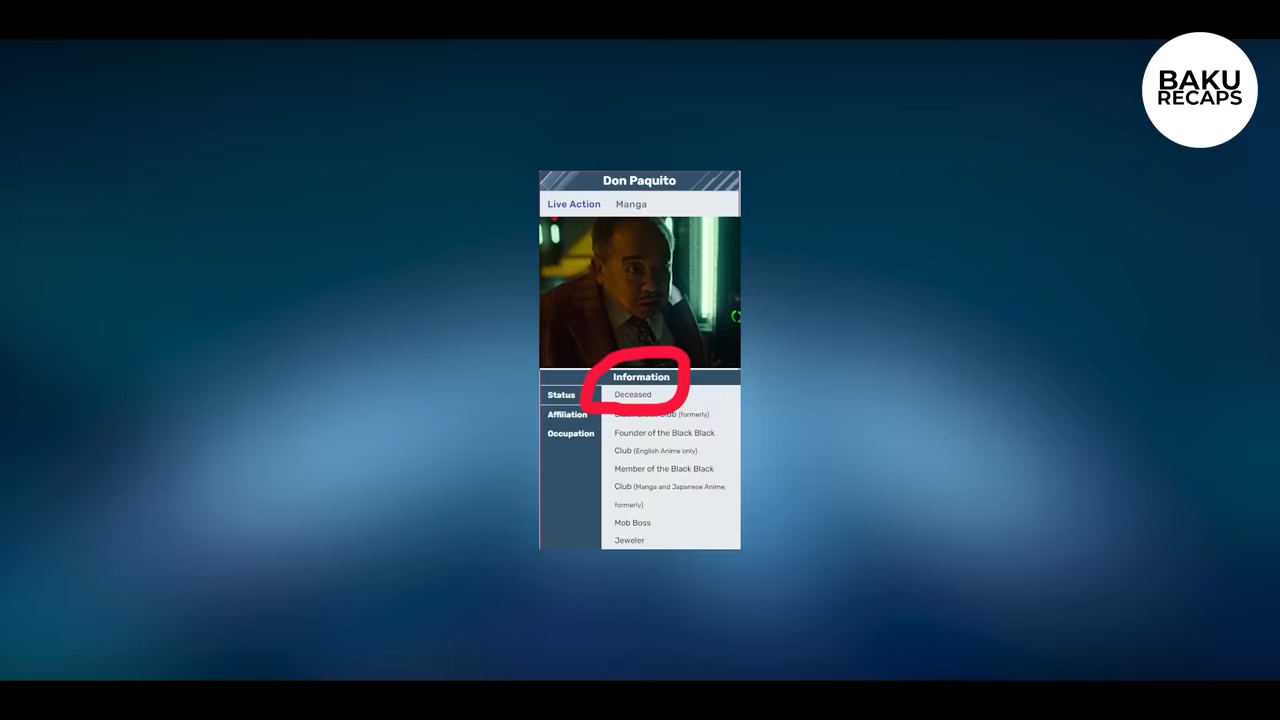 BAKU
RECAPS
Don Paquito
Live Action Manga
Information
Status Deceased
Affiliation Club (formerly)
Occupation Founder of the Black Black
Club (English Anime only)
Member of the Black Black
Club (Manga and Japanese Anime;
formerly)
Mob Boss
Jeweler